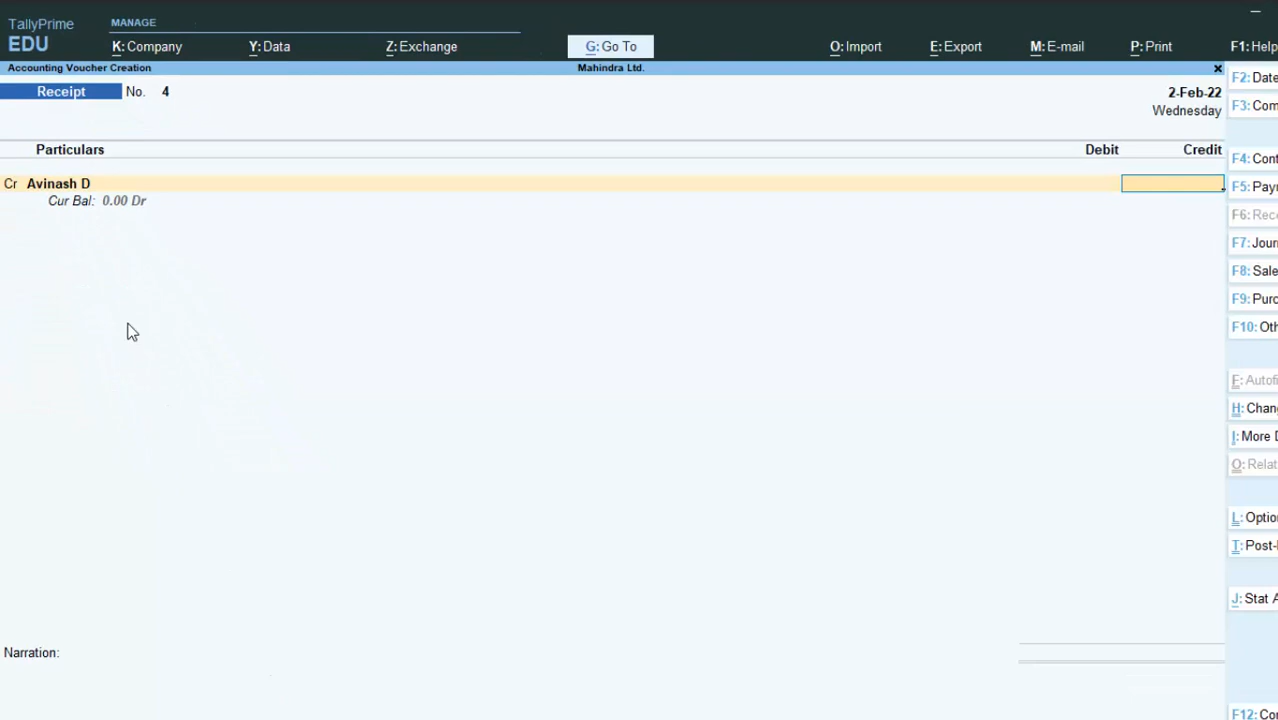 TallyPrime MANAGE
EDU K: Company Y: Data Z: Exchange G: Go To O: Import E: Export M: E-mail P: Print F1: Help
Accounting Voucher Creation Mahindra Ltd. x
Receipt No. 4 2-Feb-22 F2: Date
Wednesday F3: Com
Particulars Debit Credit
F4: Cont
Cr Avinash D F5: Payr
Cur Bal: 0.00 Dr
F6: Rece
F7: Jour
F8: Sale
F9: Purc
F10: Oth
F: Autofi
H: Chan
I: More D
O: Relat
L: Optio
T: Post-
J: Stat A
Narration:
F12: Co